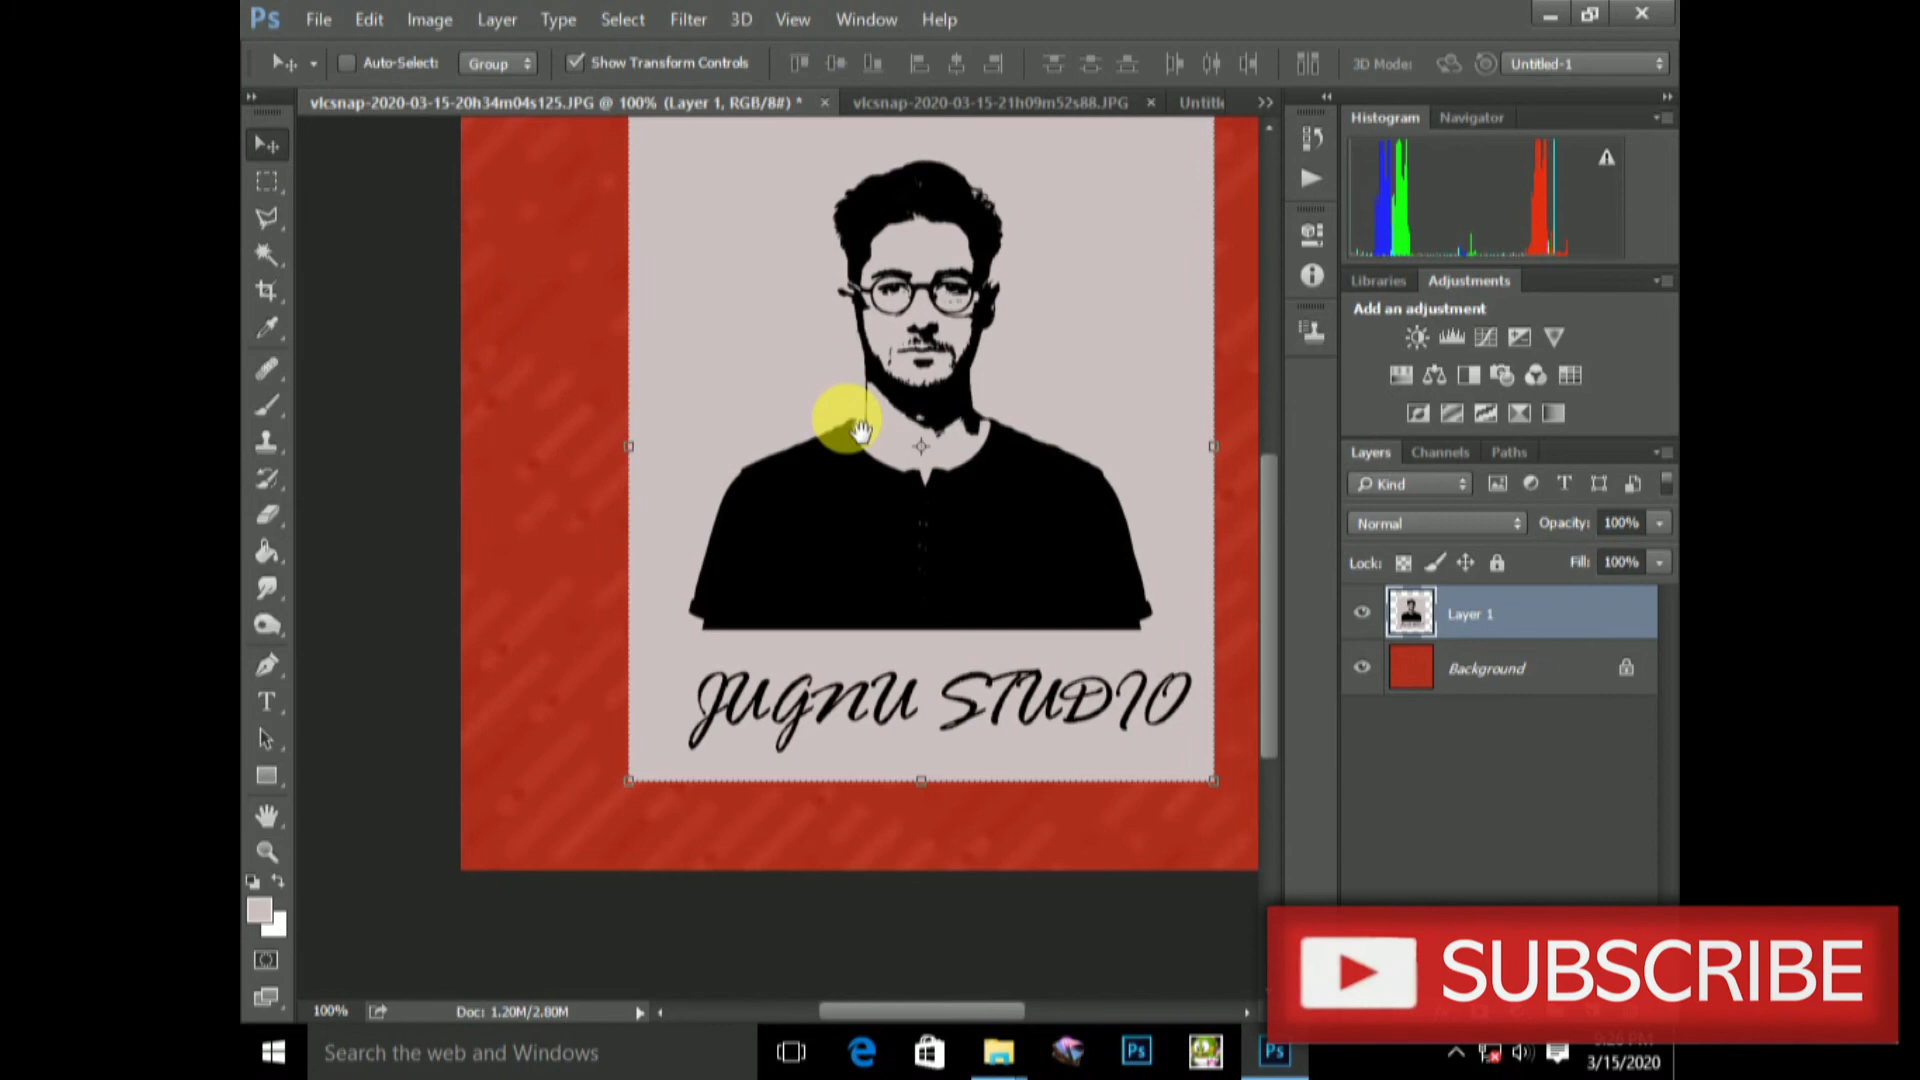 Ps File Edit Image Layer Type Select Filter 3D View Window Help
Auto-Select: Group Show Transform Controls 3D Mode: Untitled-1
vlcsnap-2020-03-15-20h34m04s125.JPG @ 100% (Layer 1, RGB/8#) * vlcsnap-2020-03-15-21h09m52s88.JPG
Histogram Navigator
Libraries Adjustments
Add an adjustment
Layers Channels Paths
Kind
Normal Opacity: 100%
Lock: Fill: 100%
Layer 1
Background
JUGNU STUDIO
SUBSCRIBE
100% Doc: 1.20M/2.80M
Search the web and Windows
Ps
Ps
3/15/2020